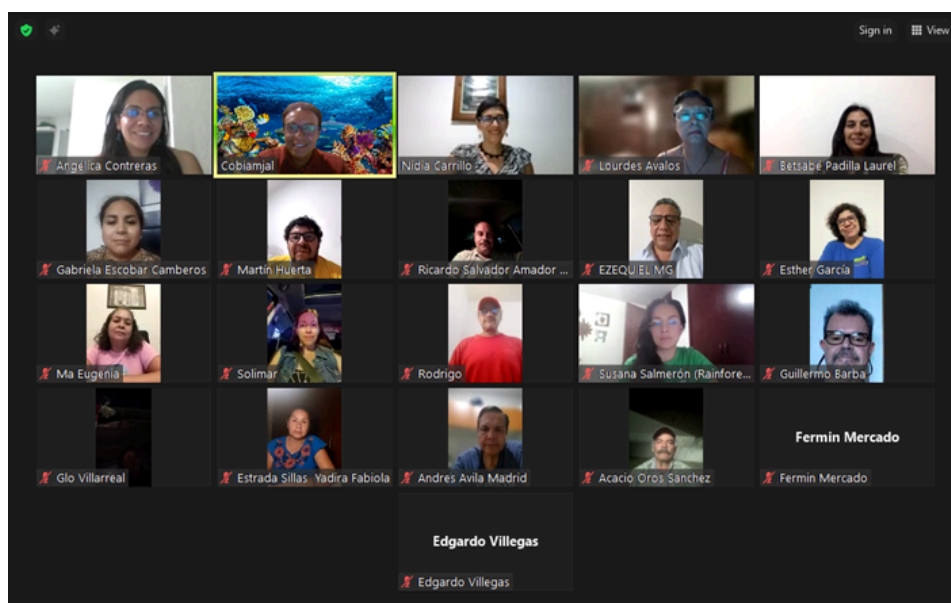 Sign in
View
Angélica Contreras
Cobiamjal
Nidia Carrillo
Lourdes Avalos
Betsabe Padilla Laurel
Gabriela Escobar Camberos
Martín Huerta
Ricardo Salvador Amador ...
EZEQUIEL MG
Esther García
Ma Eugenia
Solimar
Rodrigo
Susana Salmerón (Rainfore...
Guillermo Barba
Glo Villarreal
Estrada Sillas Yadira Fabiola
Andres Avila Madrid
Acacio Oros Sanchez
Fermin Mercado
Fermin Mercado
Edgardo Villegas
Edgardo Villegas